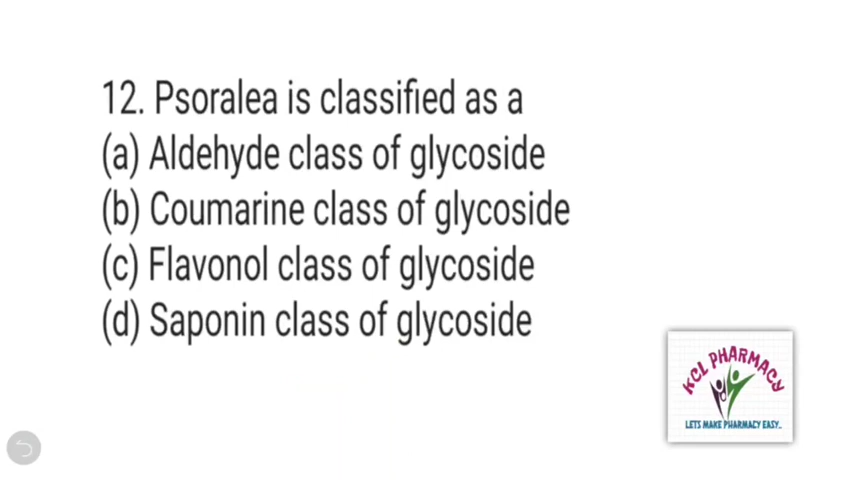 12. Psoralea is classified as a
(a) Aldehyde class of glycoside
(b) Coumarine class of glycoside
(c) Flavonol class of glycoside
(d) Saponin class of glycoside
KCL PHARMACY
LETS MAKE PHARMACY EASY..